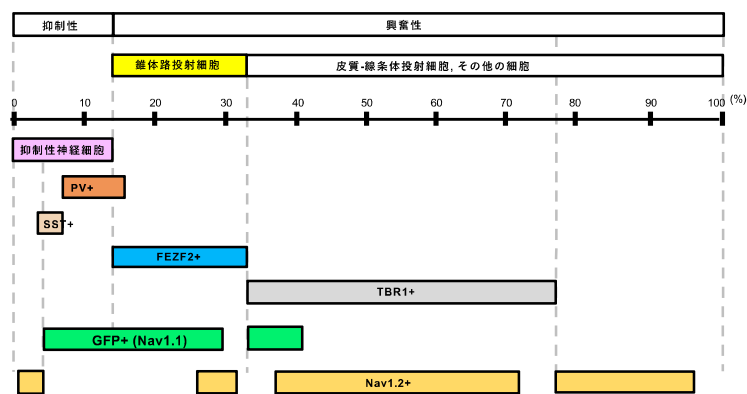 抑制性 興奮性
錐体路投射細胞 皮質-線条体投射細胞, その他の細胞
0 10 20 30 40 50 60 70 80 90 100 (%)
抑制性神経細胞
PV+
SST+
FEZF2+
TBR1+
GFP+ (Nav1.1)
Nav1.2+